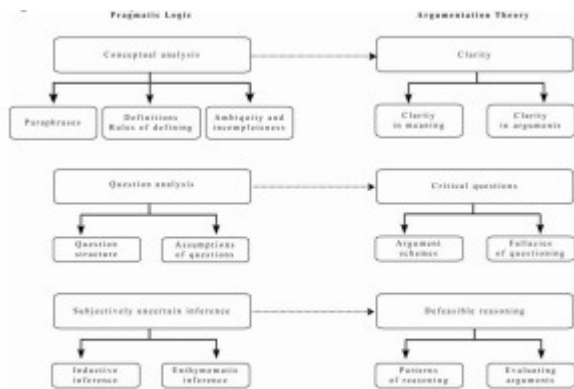 Pragmatic Logic
Argumentation Theory
Conceptual analysis
Clarity
Paraphrases
Definitions
Rules of defining
Ambiguity and
incompleteness
Clarity
in meaning
Clarity
in arguments
Question analysis
Critical questions
Question
structure
Assumptions
of questions
Argument
schemes
Fallacies
of questioning
Subjectively uncertain inference
Defeasible reasoning
Inductive
inference
Enthymematic
inference
Patterns
of reasoning
Evaluating
arguments